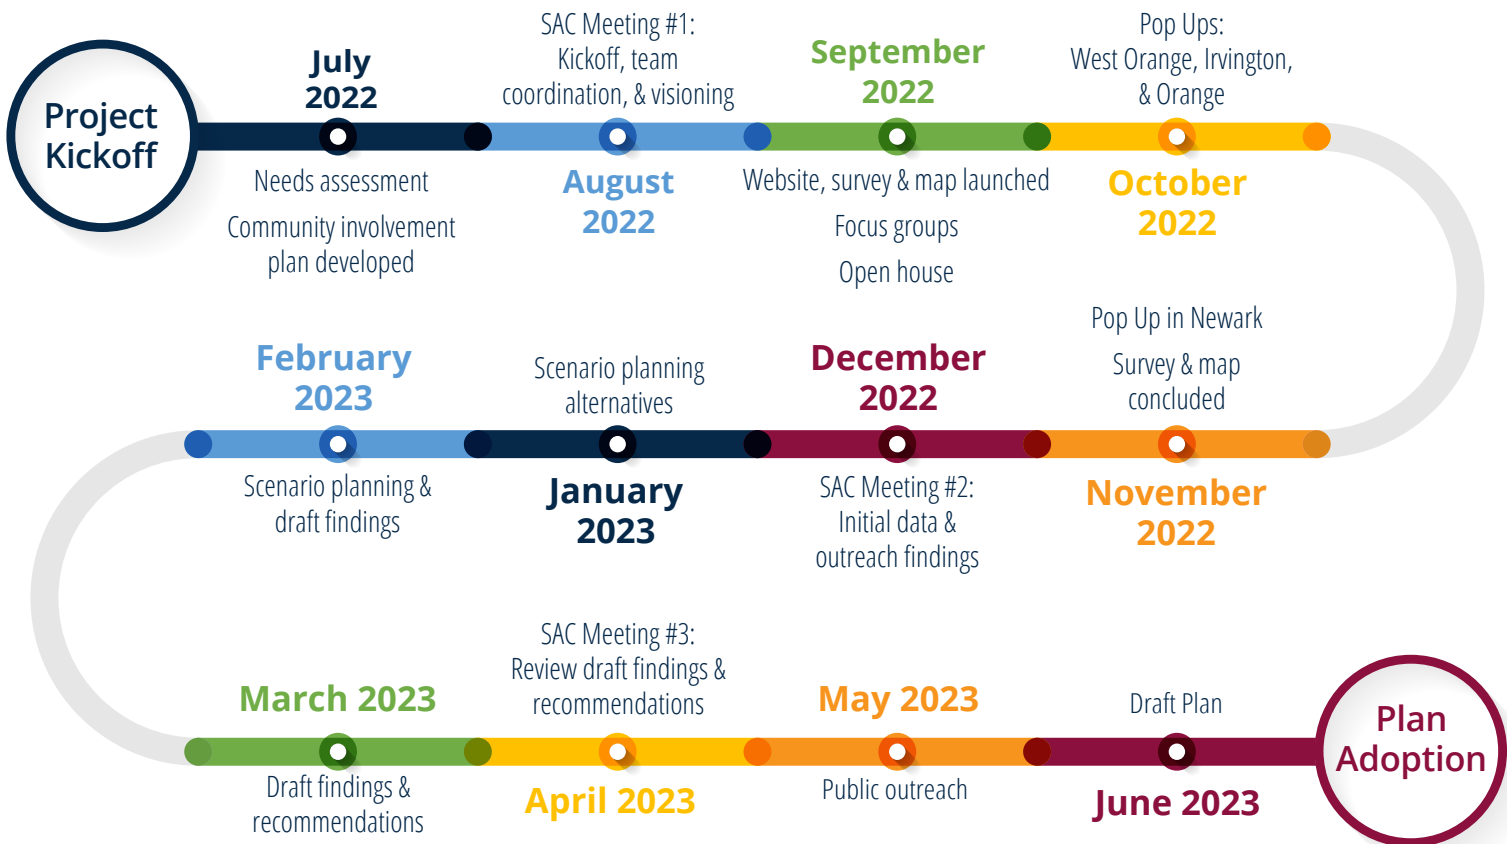 Project
Kickoff
July
2022
Needs assessment
Community involvement
plan developed
SAC Meeting #1:
Kickoff, team
coordination, & visioning
August
2022
September
2022
Website, survey & map launched
Focus groups
Open house
Pop Ups:
West Orange, Irvington,
& Orange
October
2022
Pop Up in Newark
Survey & map
concluded
November
2022
December
2022
SAC Meeting #2:
Initial data &
outreach findings
Scenario planning
alternatives
January
2023
February
2023
Scenario planning &
draft findings
March 2023
Draft findings &
recommendations
SAC Meeting #3:
Review draft findings &
recommendations
April 2023
May 2023
Public outreach
Draft Plan
June 2023
Plan
Adoption